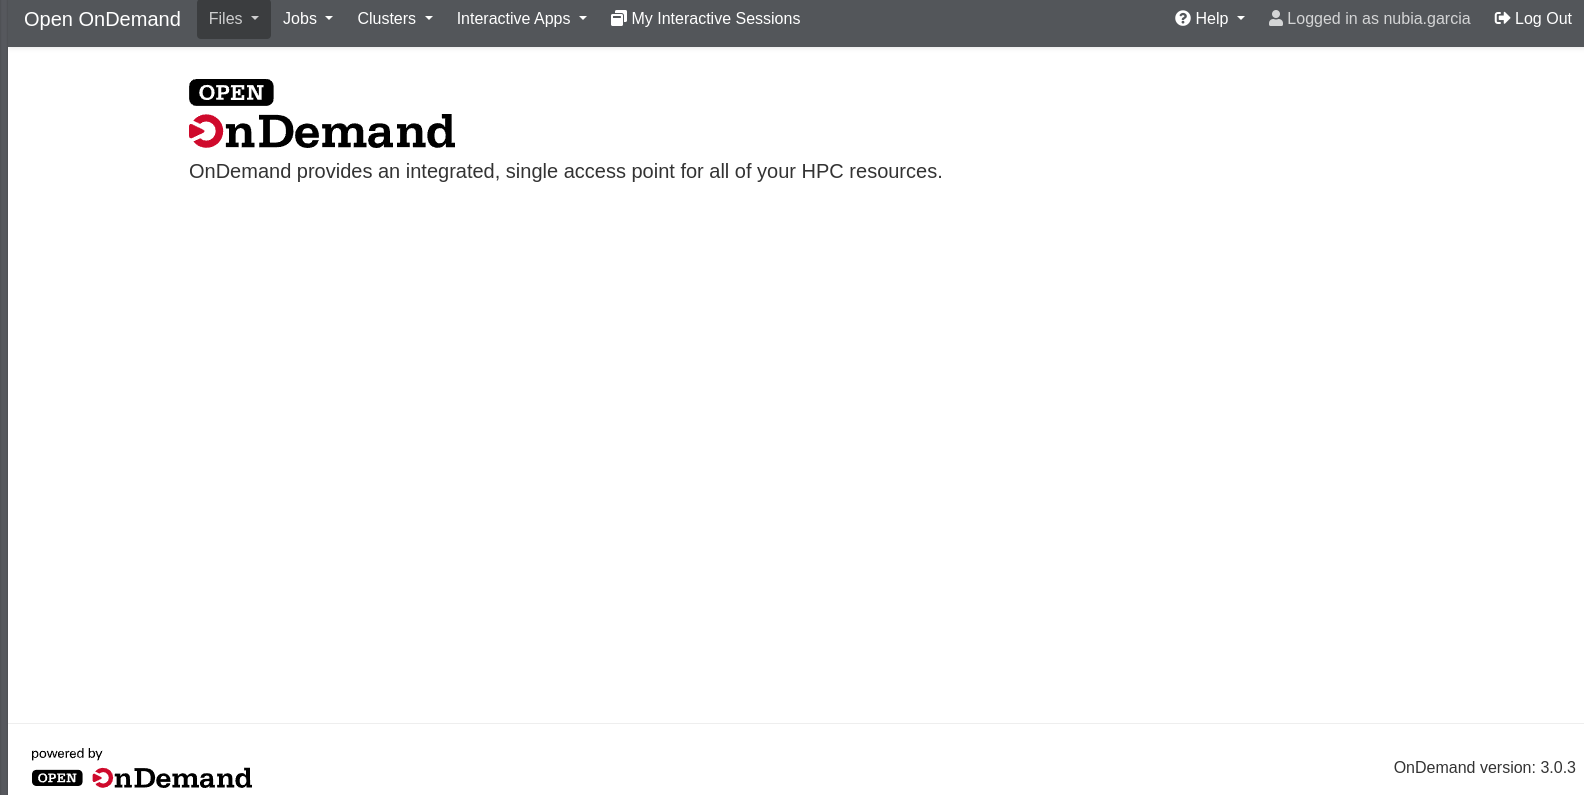 Open OnDemand Files Jobs Clusters Interactive Apps My Interactive Sessions Help Logged in as nubia.garcia Log Out
OPEN
OnDemand
OnDemand provides an integrated, single access point for all of your HPC resources.
powered by
OPEN OnDemand
OnDemand version: 3.0.3